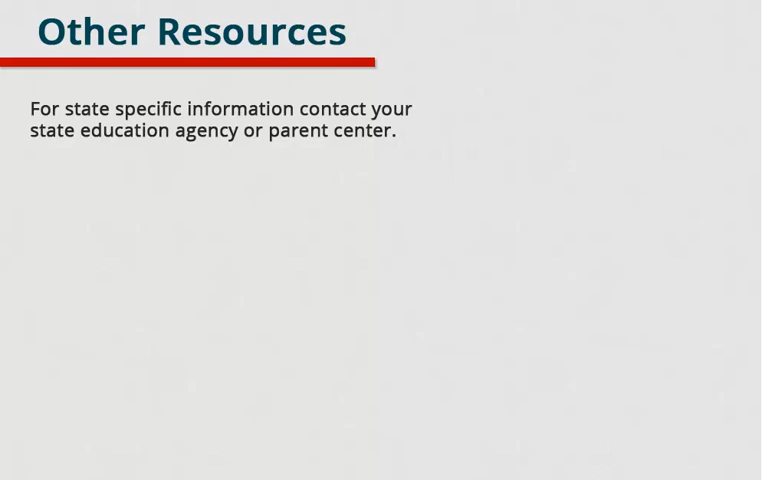 Other Resources
For state specific information contact your
state education agency or parent center.